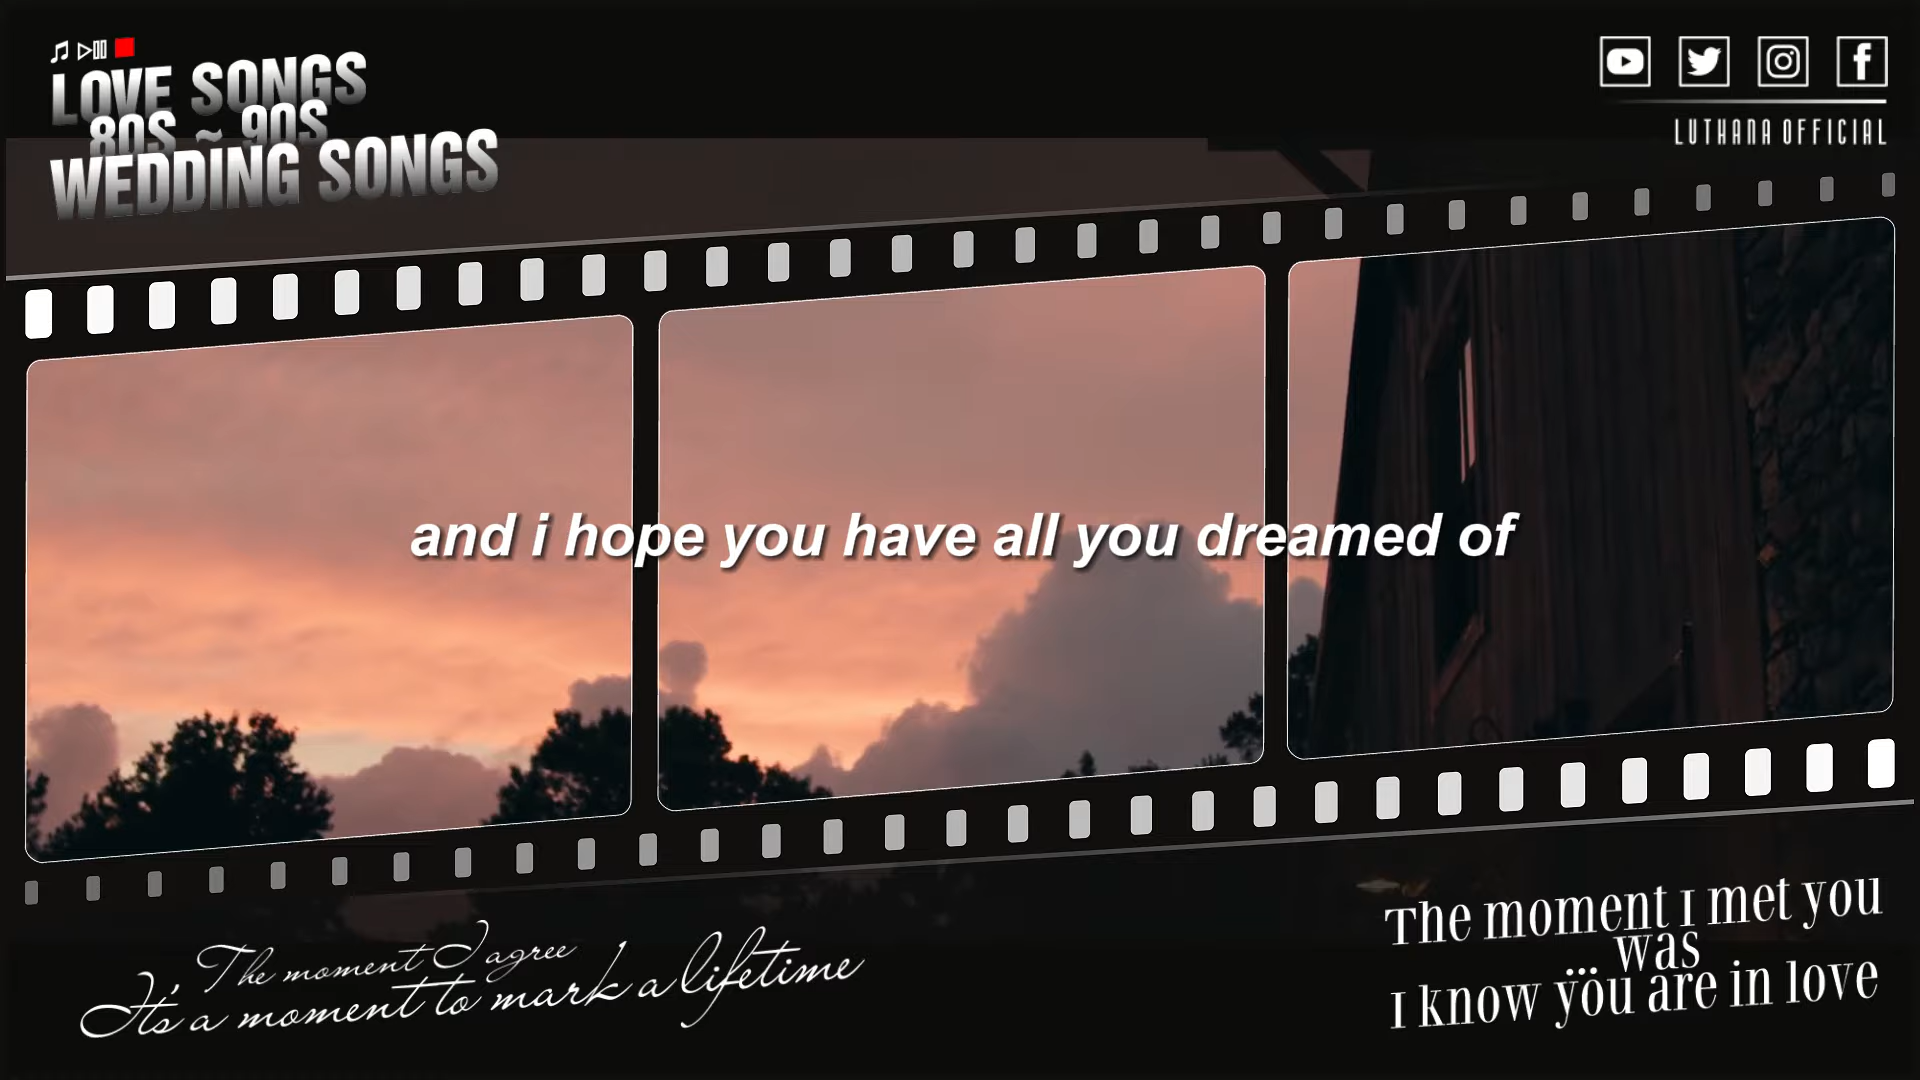 LOVE SONGS
80S ~ 90S
WEDDING SONGS
LUTHANA OFFICIAL
and i hope you have all you dreamed of
The moment I agree
It's a moment to mark a lifetime
The moment I met you
was
I know you are in love